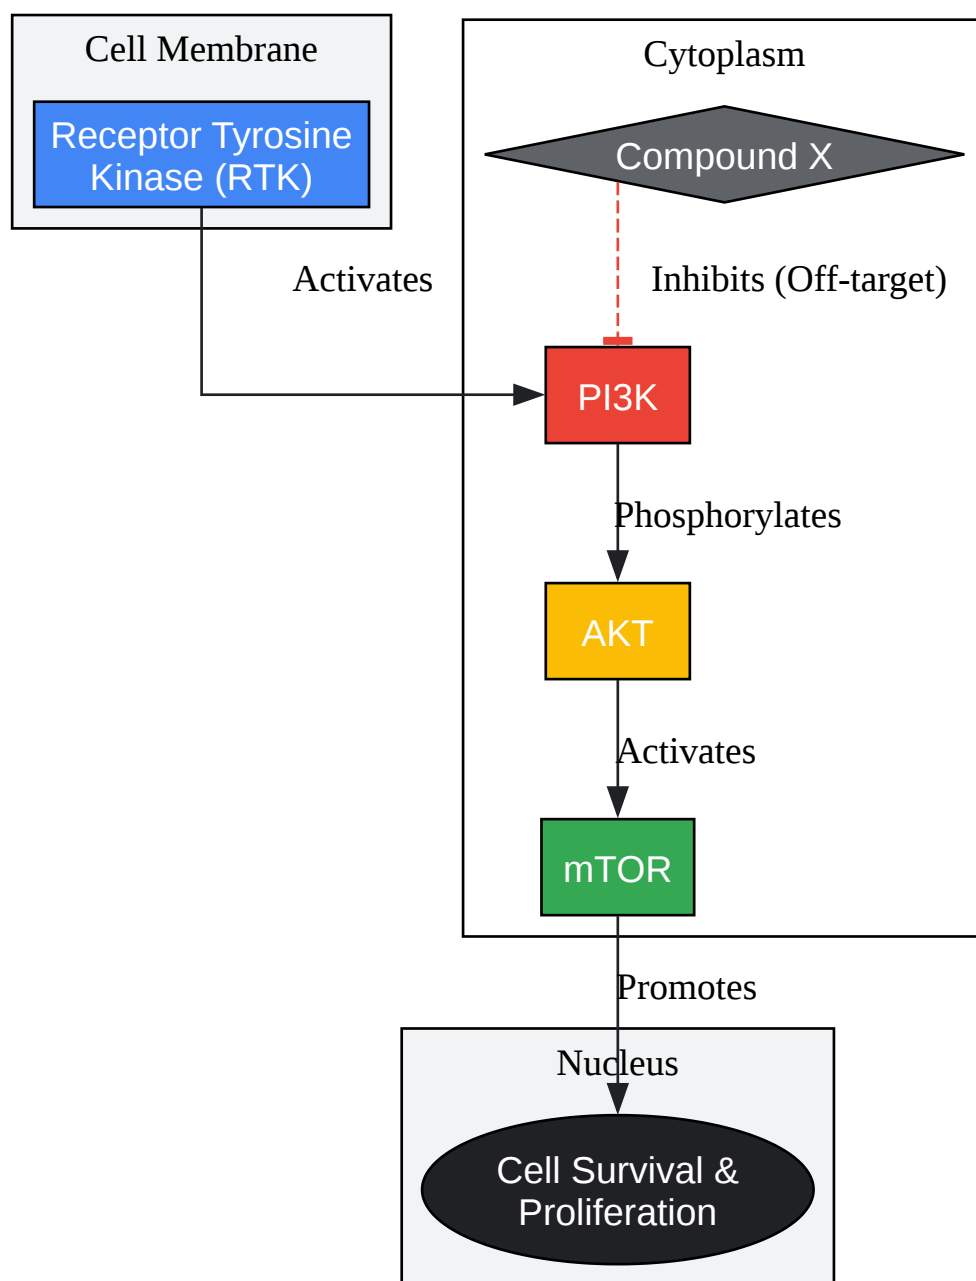 Cell Membrane
Receptor Tyrosine
Kinase (RTK)
Activates
Cytoplasm
Compound X
Inhibits (Off-target)
PI3K
Phosphorylates
AKT
Activates
mTOR
Promotes
Nucleus
Cell Survival &
Proliferation